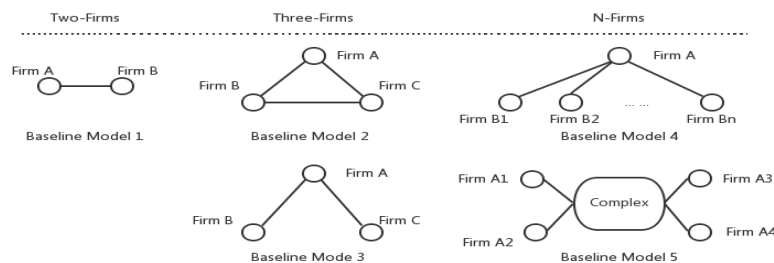 Two-Firms Three-Firms N-Firms
Firm A Firm B
Firm A
Firm B Firm C
Firm A
Firm B1 Firm B2 ... ... Firm Bn
Baseline Model 1 Baseline Model 2 Baseline Model 4
Firm A
Firm B Firm C
Baseline Mode 3
Firm A1 Firm A3
Complex
Firm A2 Firm A4
Baseline Model 5